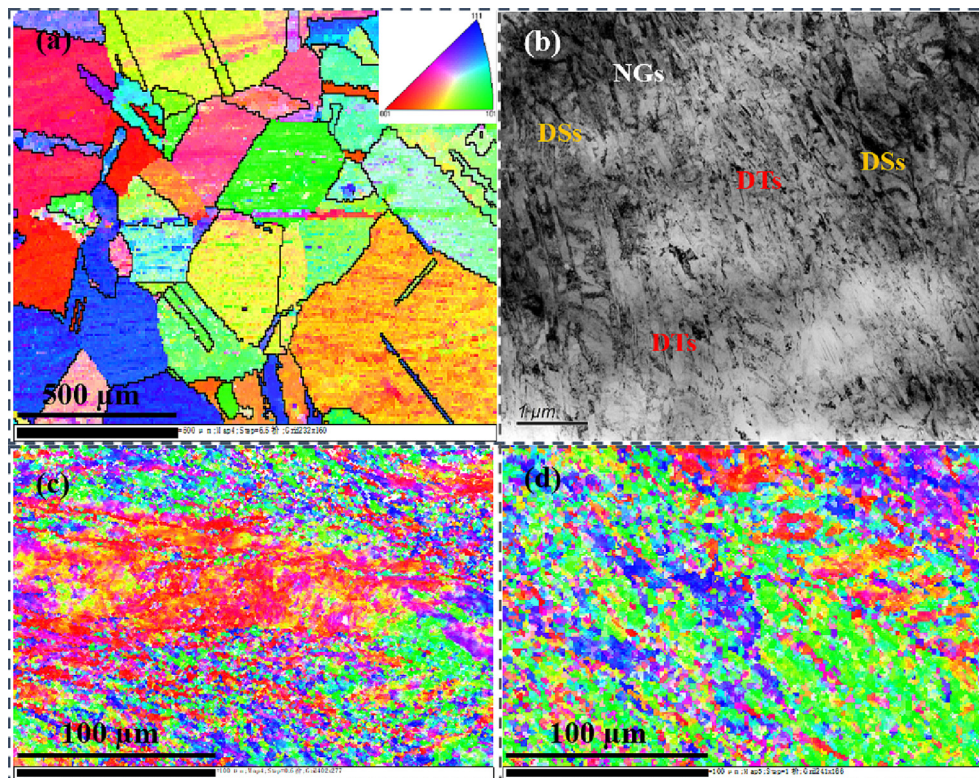 (a)
111
001
101
500 μm
(b)
NGs
DSs
DSs
DTs
DTs
1 μm
(c)
100 μm
(d)
100 μm